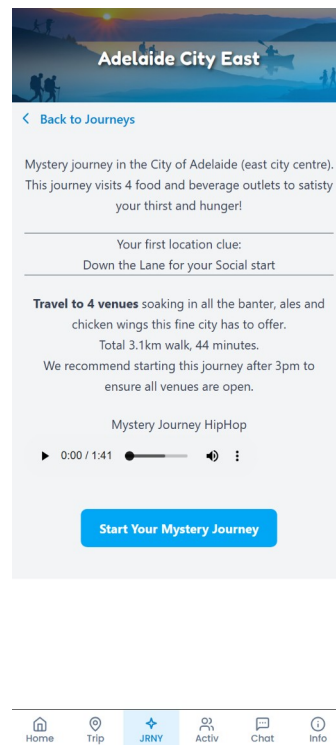 Adelaide City East
Back to Journeys
Mystery journey in the City of Adelaide (east city centre).
This journey visits 4 food and beverage outlets to satisty
your thirst and hunger!
Your first location clue:
Down the Lane for your Social start
Travel to 4 venues soaking in all the banter, ales and
chicken wings this fine city has to offer.
Total 3.1km walk, 44 minutes.
We recommend starting this journey after 3pm to
ensure all venues are open.
Mystery Journey HipHop
0:00 / 1:41
Start Your Mystery Journey
Home Trip JRNY Activ Chat Info